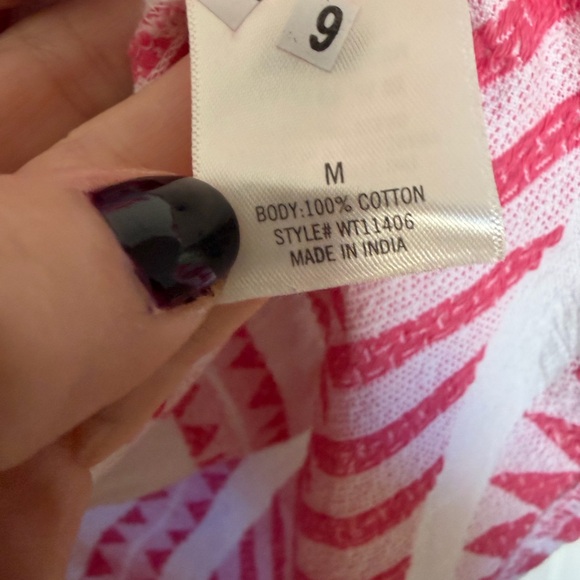 9
M
BODY:100% COTTON
STYLE# WT11406
MADE IN INDIA